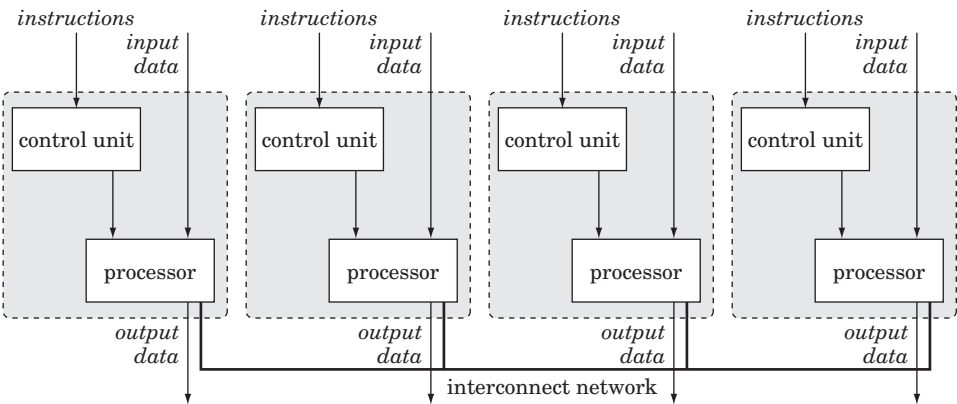 instructions
input
data
instructions
input
data
instructions
input
data
instructions
input
data
control unit
control unit
control unit
control unit
processor
processor
processor
processor
output
data
output
data
output
data
output
data
interconnect network